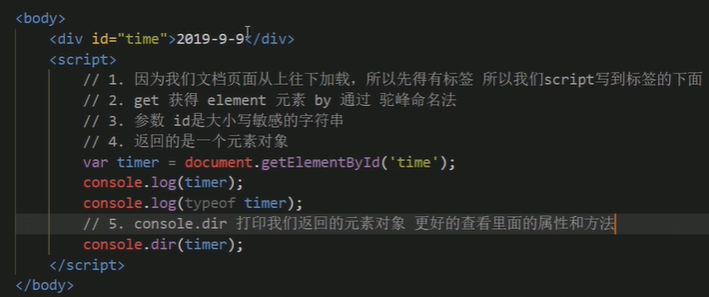 <body>
<div id="time">2019-9-9</div>
<script>
// 1. 因为我们文档页面从上往下加载，所以先得有标签 所以我们script写到标签的下面
// 2. get 获得 element 元素 by 通过 驼峰命名法
// 3. 参数 id是大小写敏感的字符串
// 4. 返回的是一个元素对象
var timer = document.getElementById('time');
console.log(timer);
console.log(typeof timer);
// 5. console.dir 打印我们返回的元素对象 更好的查看里面的属性和方法
console.dir(timer);
</script>
</body>